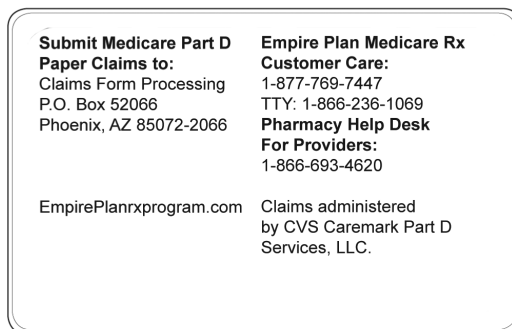 Submit Medicare Part D
Paper Claims to:
Claims Form Processing
P.O. Box 52066
Phoenix, AZ 85072-2066
EmpirePlanrxprogram.com
Empire Plan Medicare Rx
Customer Care:
1-877-769-7447
TTY: 1-866-236-1069
Pharmacy Help Desk
For Providers:
1-866-693-4620
Claims administered
by CVS Caremark Part D
Services, LLC.